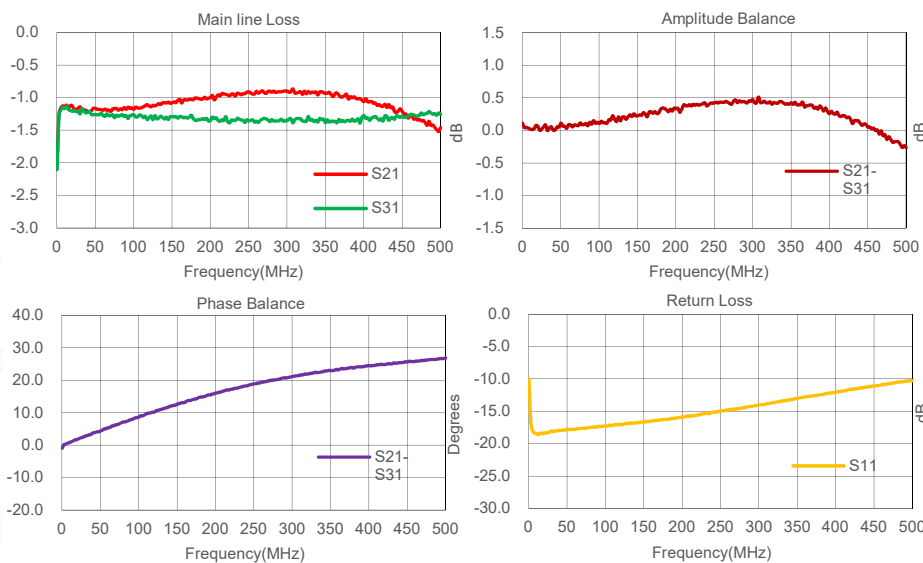 Main line Loss
0.0
-0.5
-1.0
-1.5
-2.0
-2.5
-3.0
dB
S21
S31
0 50 100 150 200 250 300 350 400 450 500
Frequency(MHz)
Amplitude Balance
1.5
1.0
0.5
0.0
-0.5
-1.0
-1.5
dB
S21-
S31
0 50 100 150 200 250 300 350 400 450 500
Frequency(MHz)
Phase Balance
40.0
30.0
20.0
10.0
0.0
-10.0
-20.0
Degrees
S21-
S31
0 50 100 150 200 250 300 350 400 450 500
Frequency(MHz)
Return Loss
0.0
-5.0
-10.0
-15.0
-20.0
-25.0
-30.0
dB
S11
0 50 100 150 200 250 300 350 400 450 500
Frequency(MHz)